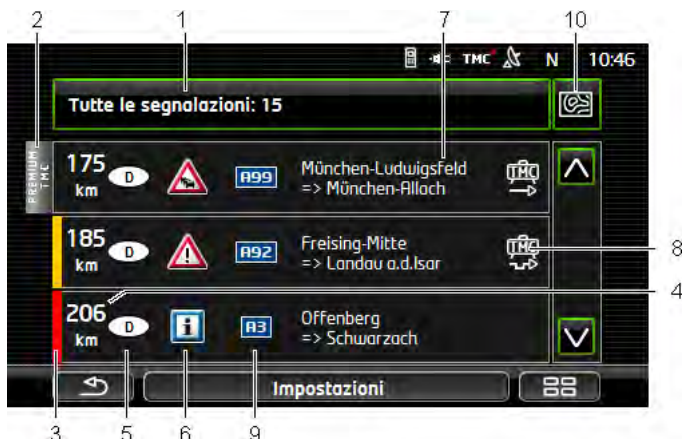 2 1 7 10
TMC N 10:46
Tutte le segnalazioni: 15
PREMIUM
TMC
175
km
D
A99
München-Ludwigsfeld
=> München-Allach
TMC
185
km
D
A92
Freising-Mitte
=> Landau a.d.Isar
TMC
8
4
206
km
D
i
A3
Offenberg
=> Schwarzach
Impostazioni
3 5 6 9